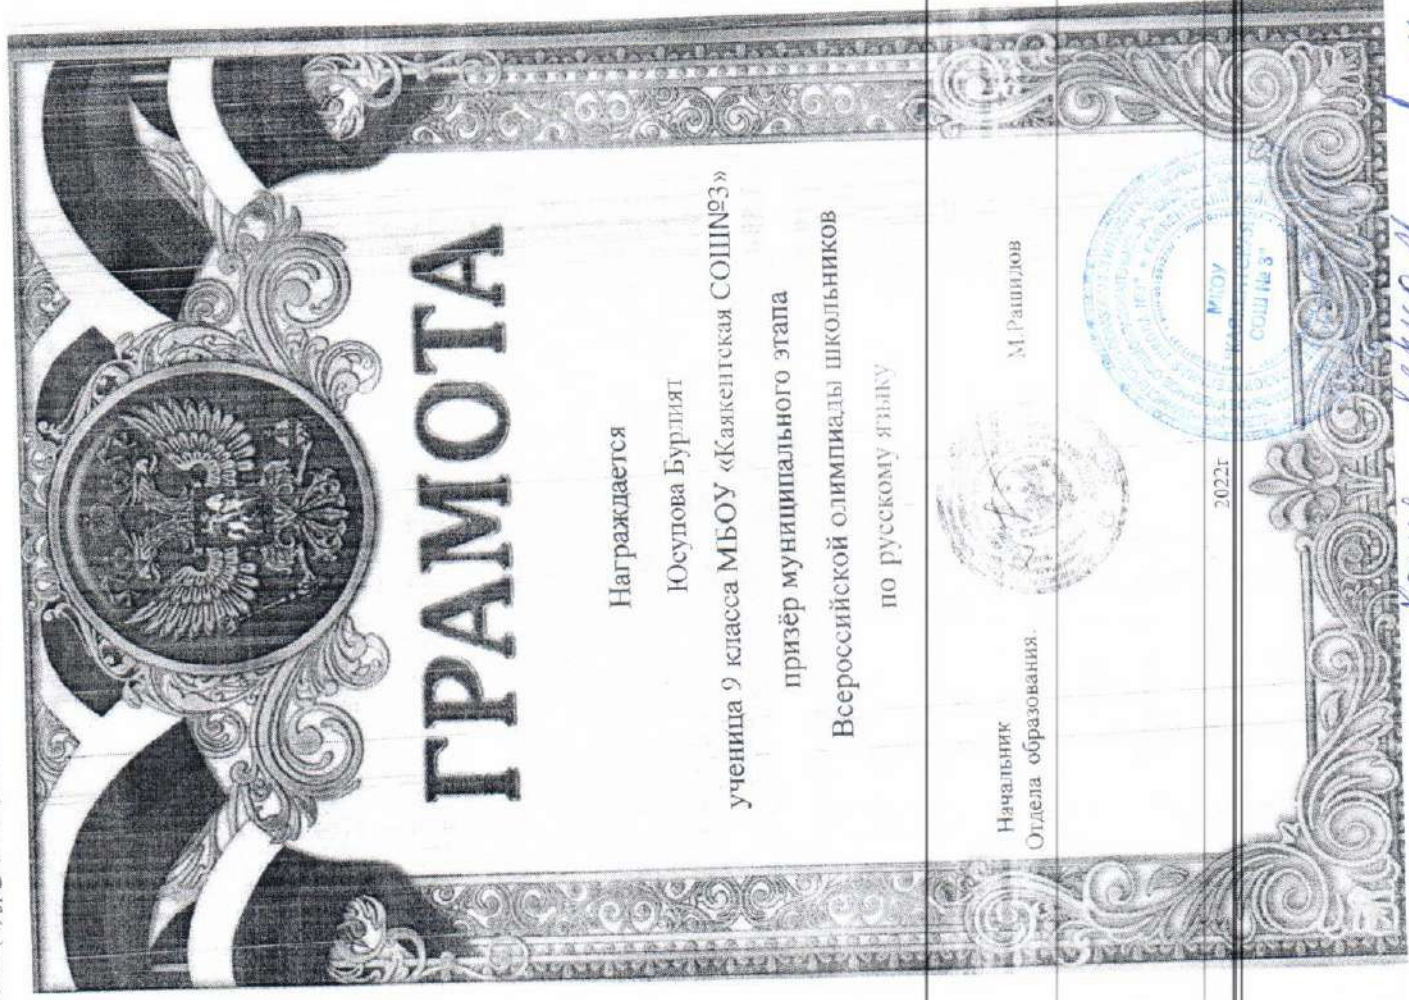 ГРАМОТА
Награждается
Юсупова Бурлият
ученица 9 класса МБОУ «Каякентская СОШ№3»
призёр муниципального этапа
Всероссийской олимпиады школьников
по русскому языку
Начальник
Отдела образования.
М.Рашидов
2022г
МБОУ
СОШ № 3"